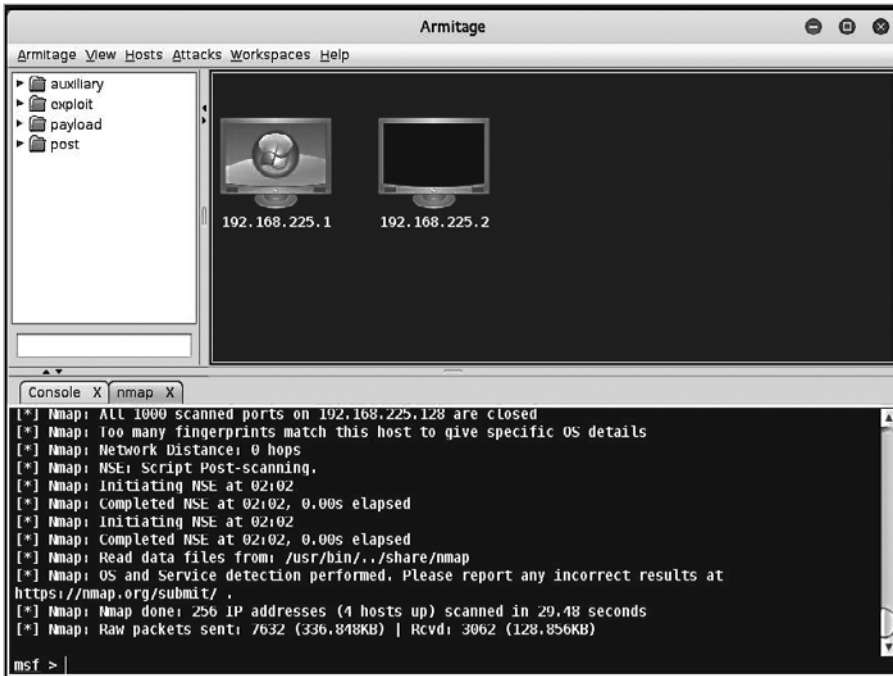 Armitage
Armitage View Hosts Attacks Workspaces Help
auxiliary
exploit
payload
post
192.168.225.1
192.168.225.2
Console X
nmap X
[*] Nmap: All 1000 scanned ports on 192.168.225.128 are closed
[*] Nmap: Too many fingerprints match this host to give specific OS details
[*] Nmap: Network Distance: 0 hops
[*] Nmap: NSE: Script Post-scanning.
[*] Nmap: Initiating NSE at 02:02
[*] Nmap: Completed NSE at 02:02, 0.00s elapsed
[*] Nmap: Initiating NSE at 02:02
[*] Nmap: Completed NSE at 02:02, 0.00s elapsed
[*] Nmap: Read data files from: /usr/bin/../share/nmap
[*] Nmap: OS and Service detection performed. Please report any incorrect results at
https://nmap.org/submit/ .
[*] Nmap: Nmap done: 256 IP addresses (4 hosts up) scanned in 29.48 seconds
[*] Nmap: Raw packets sent: 7632 (336.848KB) | Rcvd: 3062 (128.856KB)
msf >